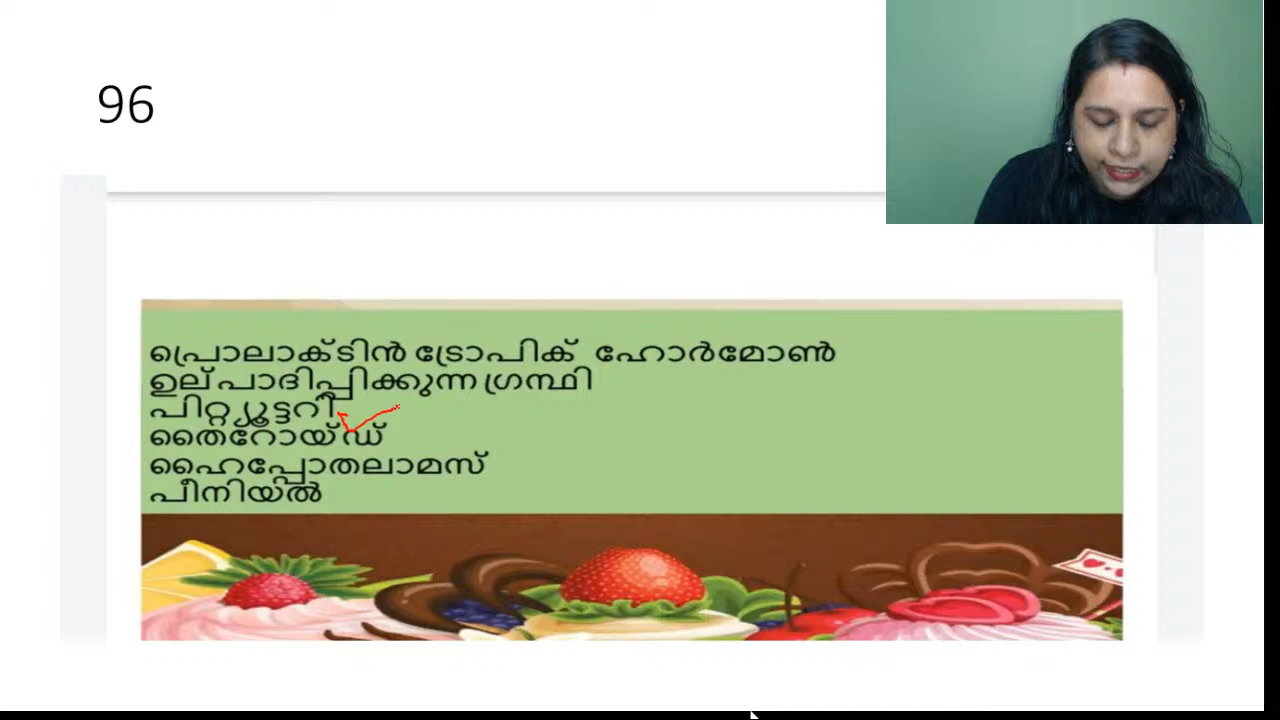 96
പ്രൊലാക്ടിൻ ട്രോപിക് ഹോർമോൺ
ഉല്പാദിപ്പിക്കുന്ന ഗ്രന്ഥി
പിറ്റ്യൂട്ടറി
തൈറോയ്ഡ്
ഹൈപ്പോതലാമസ്
പീനിയൽ